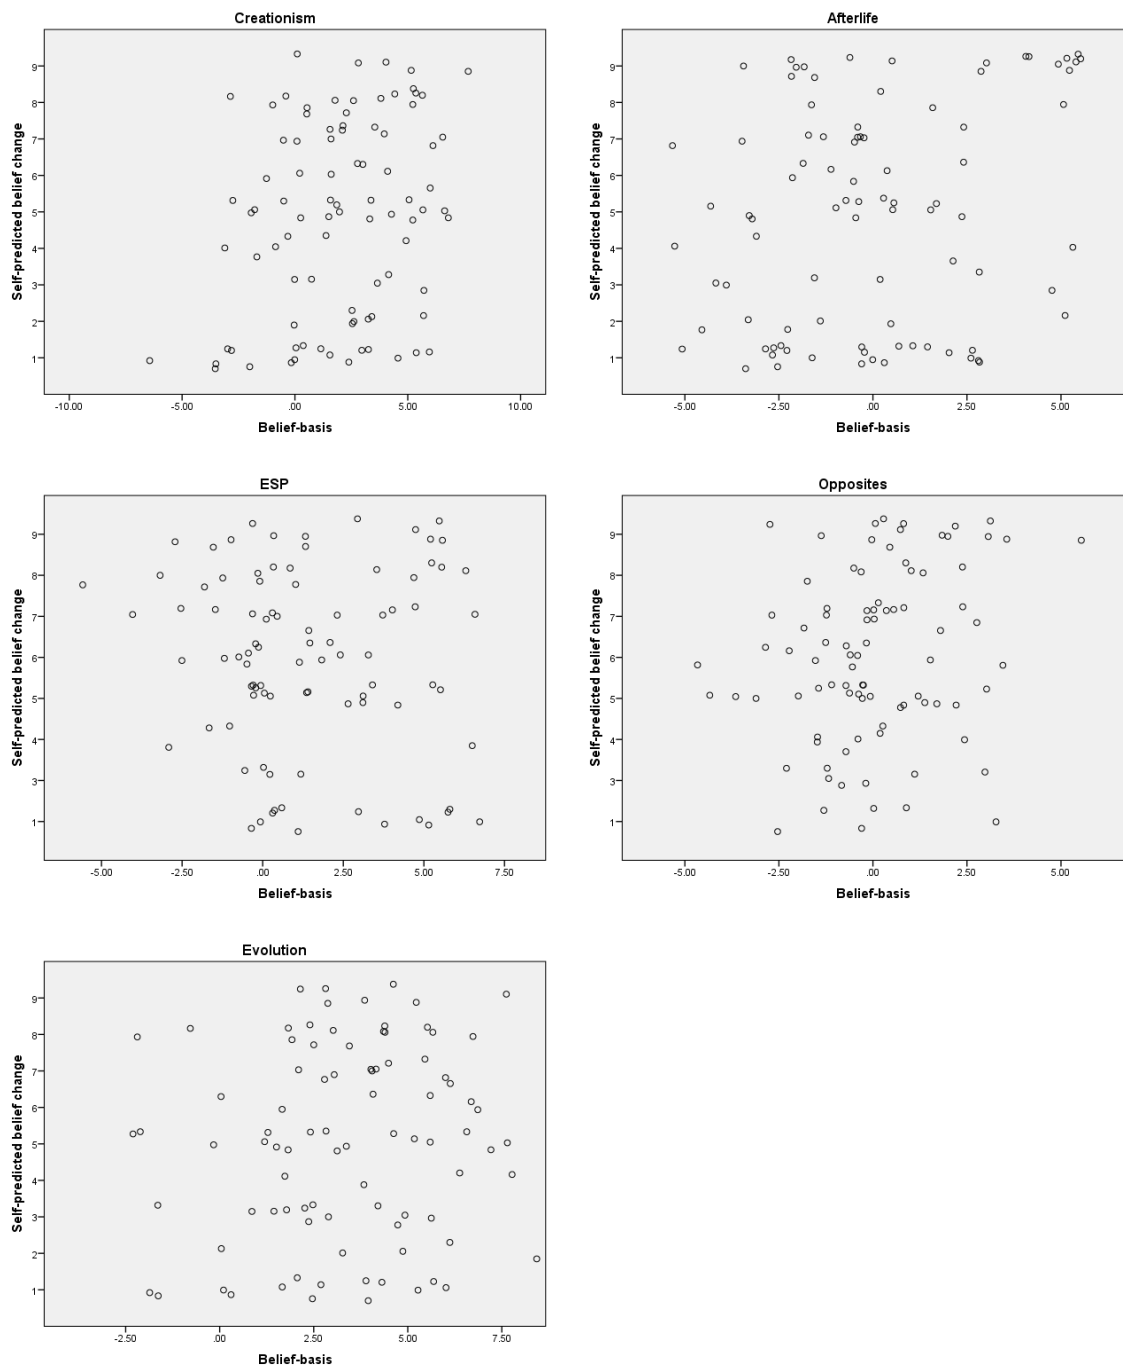 Creationism
Self-predicted belief change
9
8
7
6
5
4
3
2
1
-10.00 -5.00 .00 5.00 10.00
Belief-basis
Afterlife
Self-predicted belief change
9
8
7
6
5
4
3
2
1
-5.00 -2.50 .00 2.50 5.00
Belief-basis
ESP
Self-predicted belief change
9
8
7
6
5
4
3
1
-5.00 -2.50 .00 2.50 5.00 7.50
Belief-basis
Opposites
Self-predicted belief change
9
8
7
6
5
4
3
1
-5.00 -2.50 .00 2.50 5.00
Belief-basis
Evolution
Self-predicted belief change
9
8
7
6
5
4
3
2
1
-2.50 .00 2.50 5.00 7.50
Belief-basis